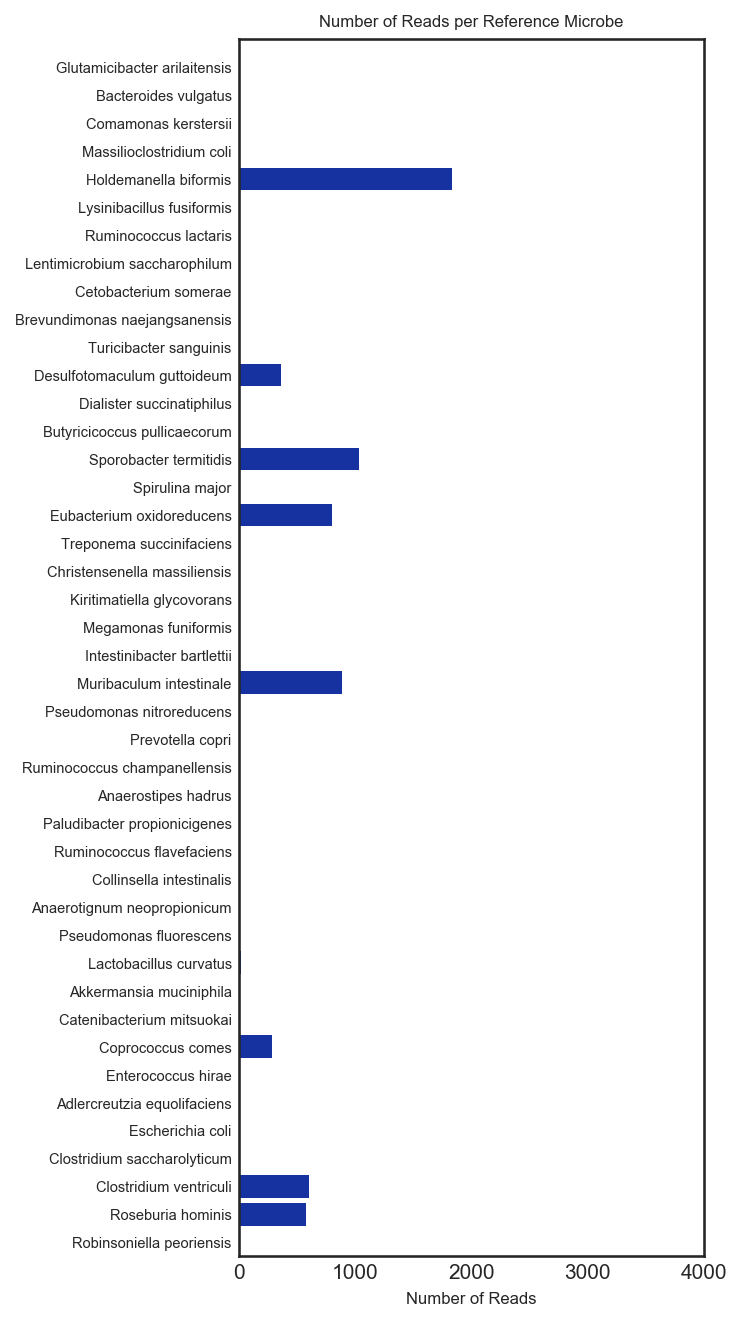 Number of Reads per Reference Microbe
Glutamicibacter arilaitensis
Bacteroides vulgatus
Comamonas kerstersii
Massilioclostridium coli
Holdemanella biformis
Lysinibacillus fusiformis
Ruminococcus lactaris
Lentimicrobium saccharophilum
Cetobacterium somerae
Brevundimonas naejangsanensis
Turicibacter sanguinis
Desulfotomaculum guttoideum
Dialister succinatiphilus
Butyricicoccus pullicaecorum
Sporobacter termitidis
Spirulina major
Eubacterium oxidoreducens
Treponema succinifaciens
Christensenella massiliensis
Kiritimatiella glycovorans
Megamonas funiformis
Intestinibacter bartlettii
Muribaculum intestinale
Pseudomonas nitroreducens
Prevotella copri
Ruminococcus champanellensis
Anaerostipes hadrus
Paludibacter propionicigenes
Ruminococcus flavefaciens
Collinsella intestinalis
Anaerotignum neopropionicum
Pseudomonas fluorescens
Lactobacillus curvatus
Akkermansia muciniphila
Catenibacterium mitsuokai
Coprococcus comes
Enterococcus hirae
Adlercreutzia equolifaciens
Escherichia coli
Clostridium saccharolyticum
Clostridium ventriculi
Roseburia hominis
Robinsoniella peoriensis
0 1000 2000 3000 4000
Number of Reads